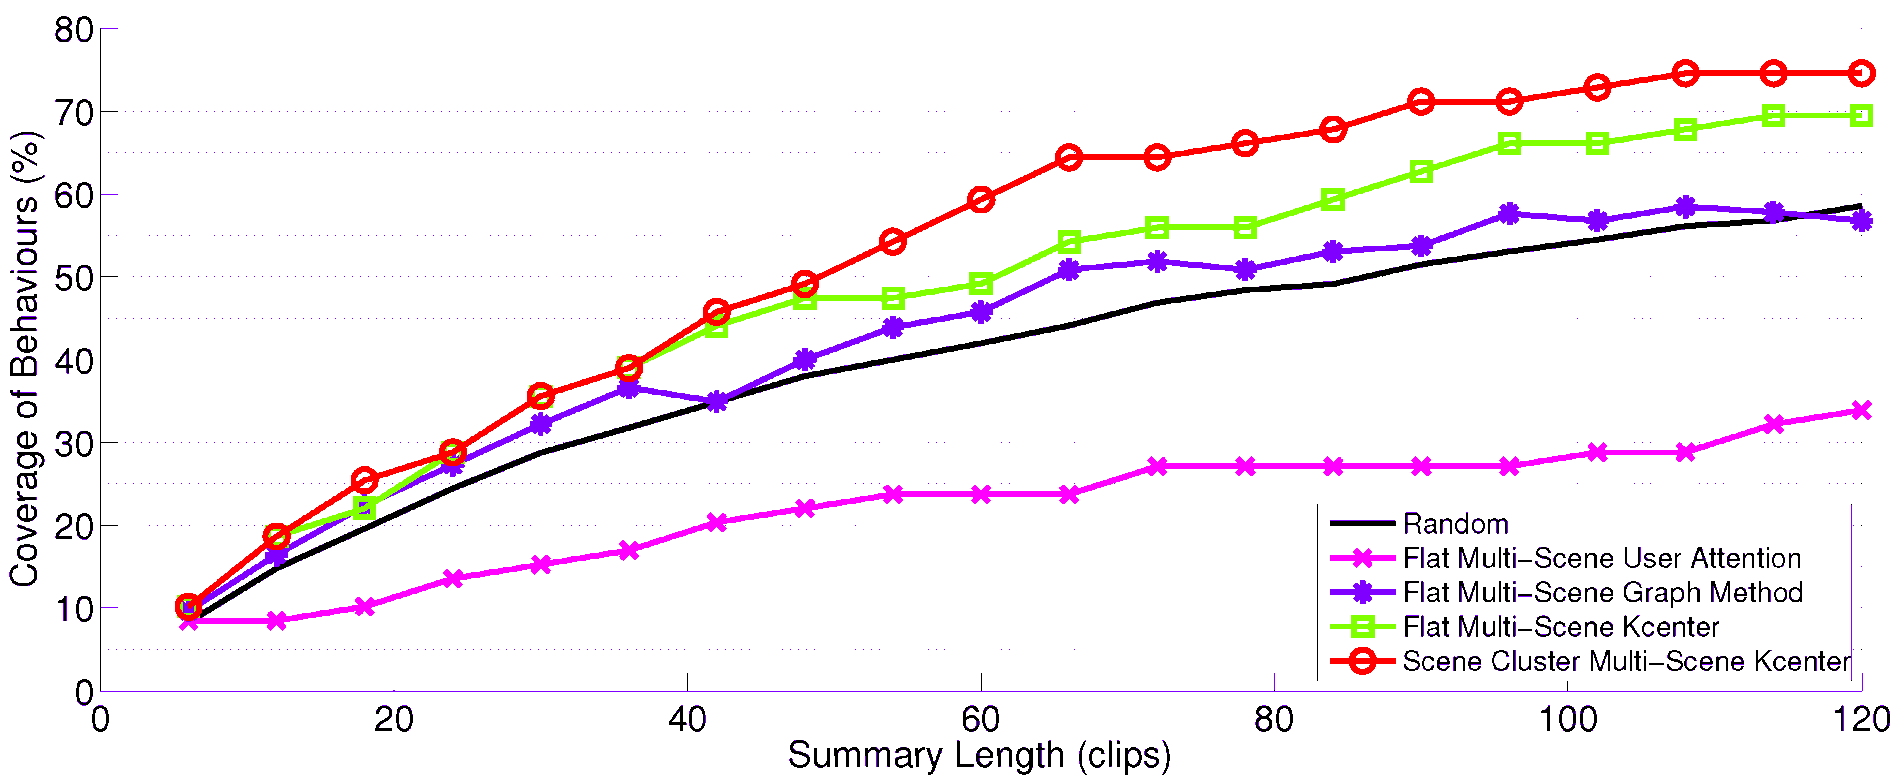 80
70
60
50
40
30
20
10
0
Coverage of Behaviours (%)
0 20 40 60 80 100 120
Summary Length (clips)
Random
Flat Multi-Scene User Attention
Flat Multi-Scene Graph Method
Flat Multi-Scene Kcenter
Scene Cluster Multi-Scene Kcenter